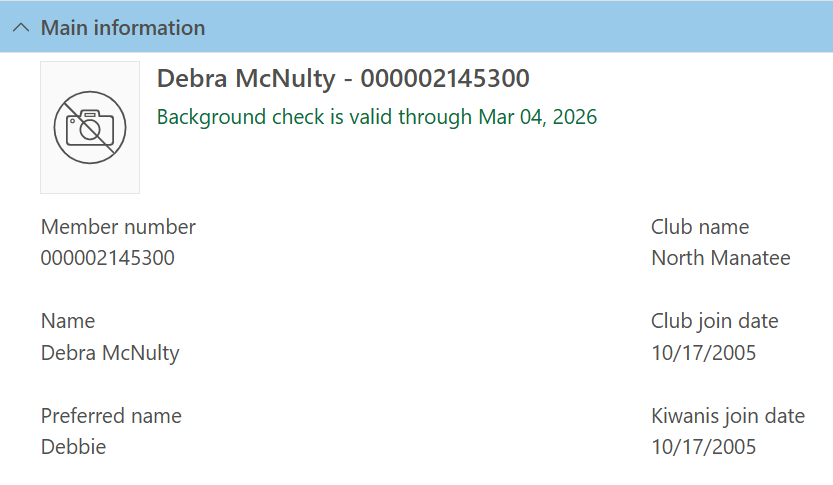 Main information
Debra McNulty - 000002145300
Background check is valid through Mar 04, 2026
Member number
000002145300
Club name
North Manatee
Name
Debra McNulty
Club join date
10/17/2005
Preferred name
Debbie
Kiwanis join date
10/17/2005